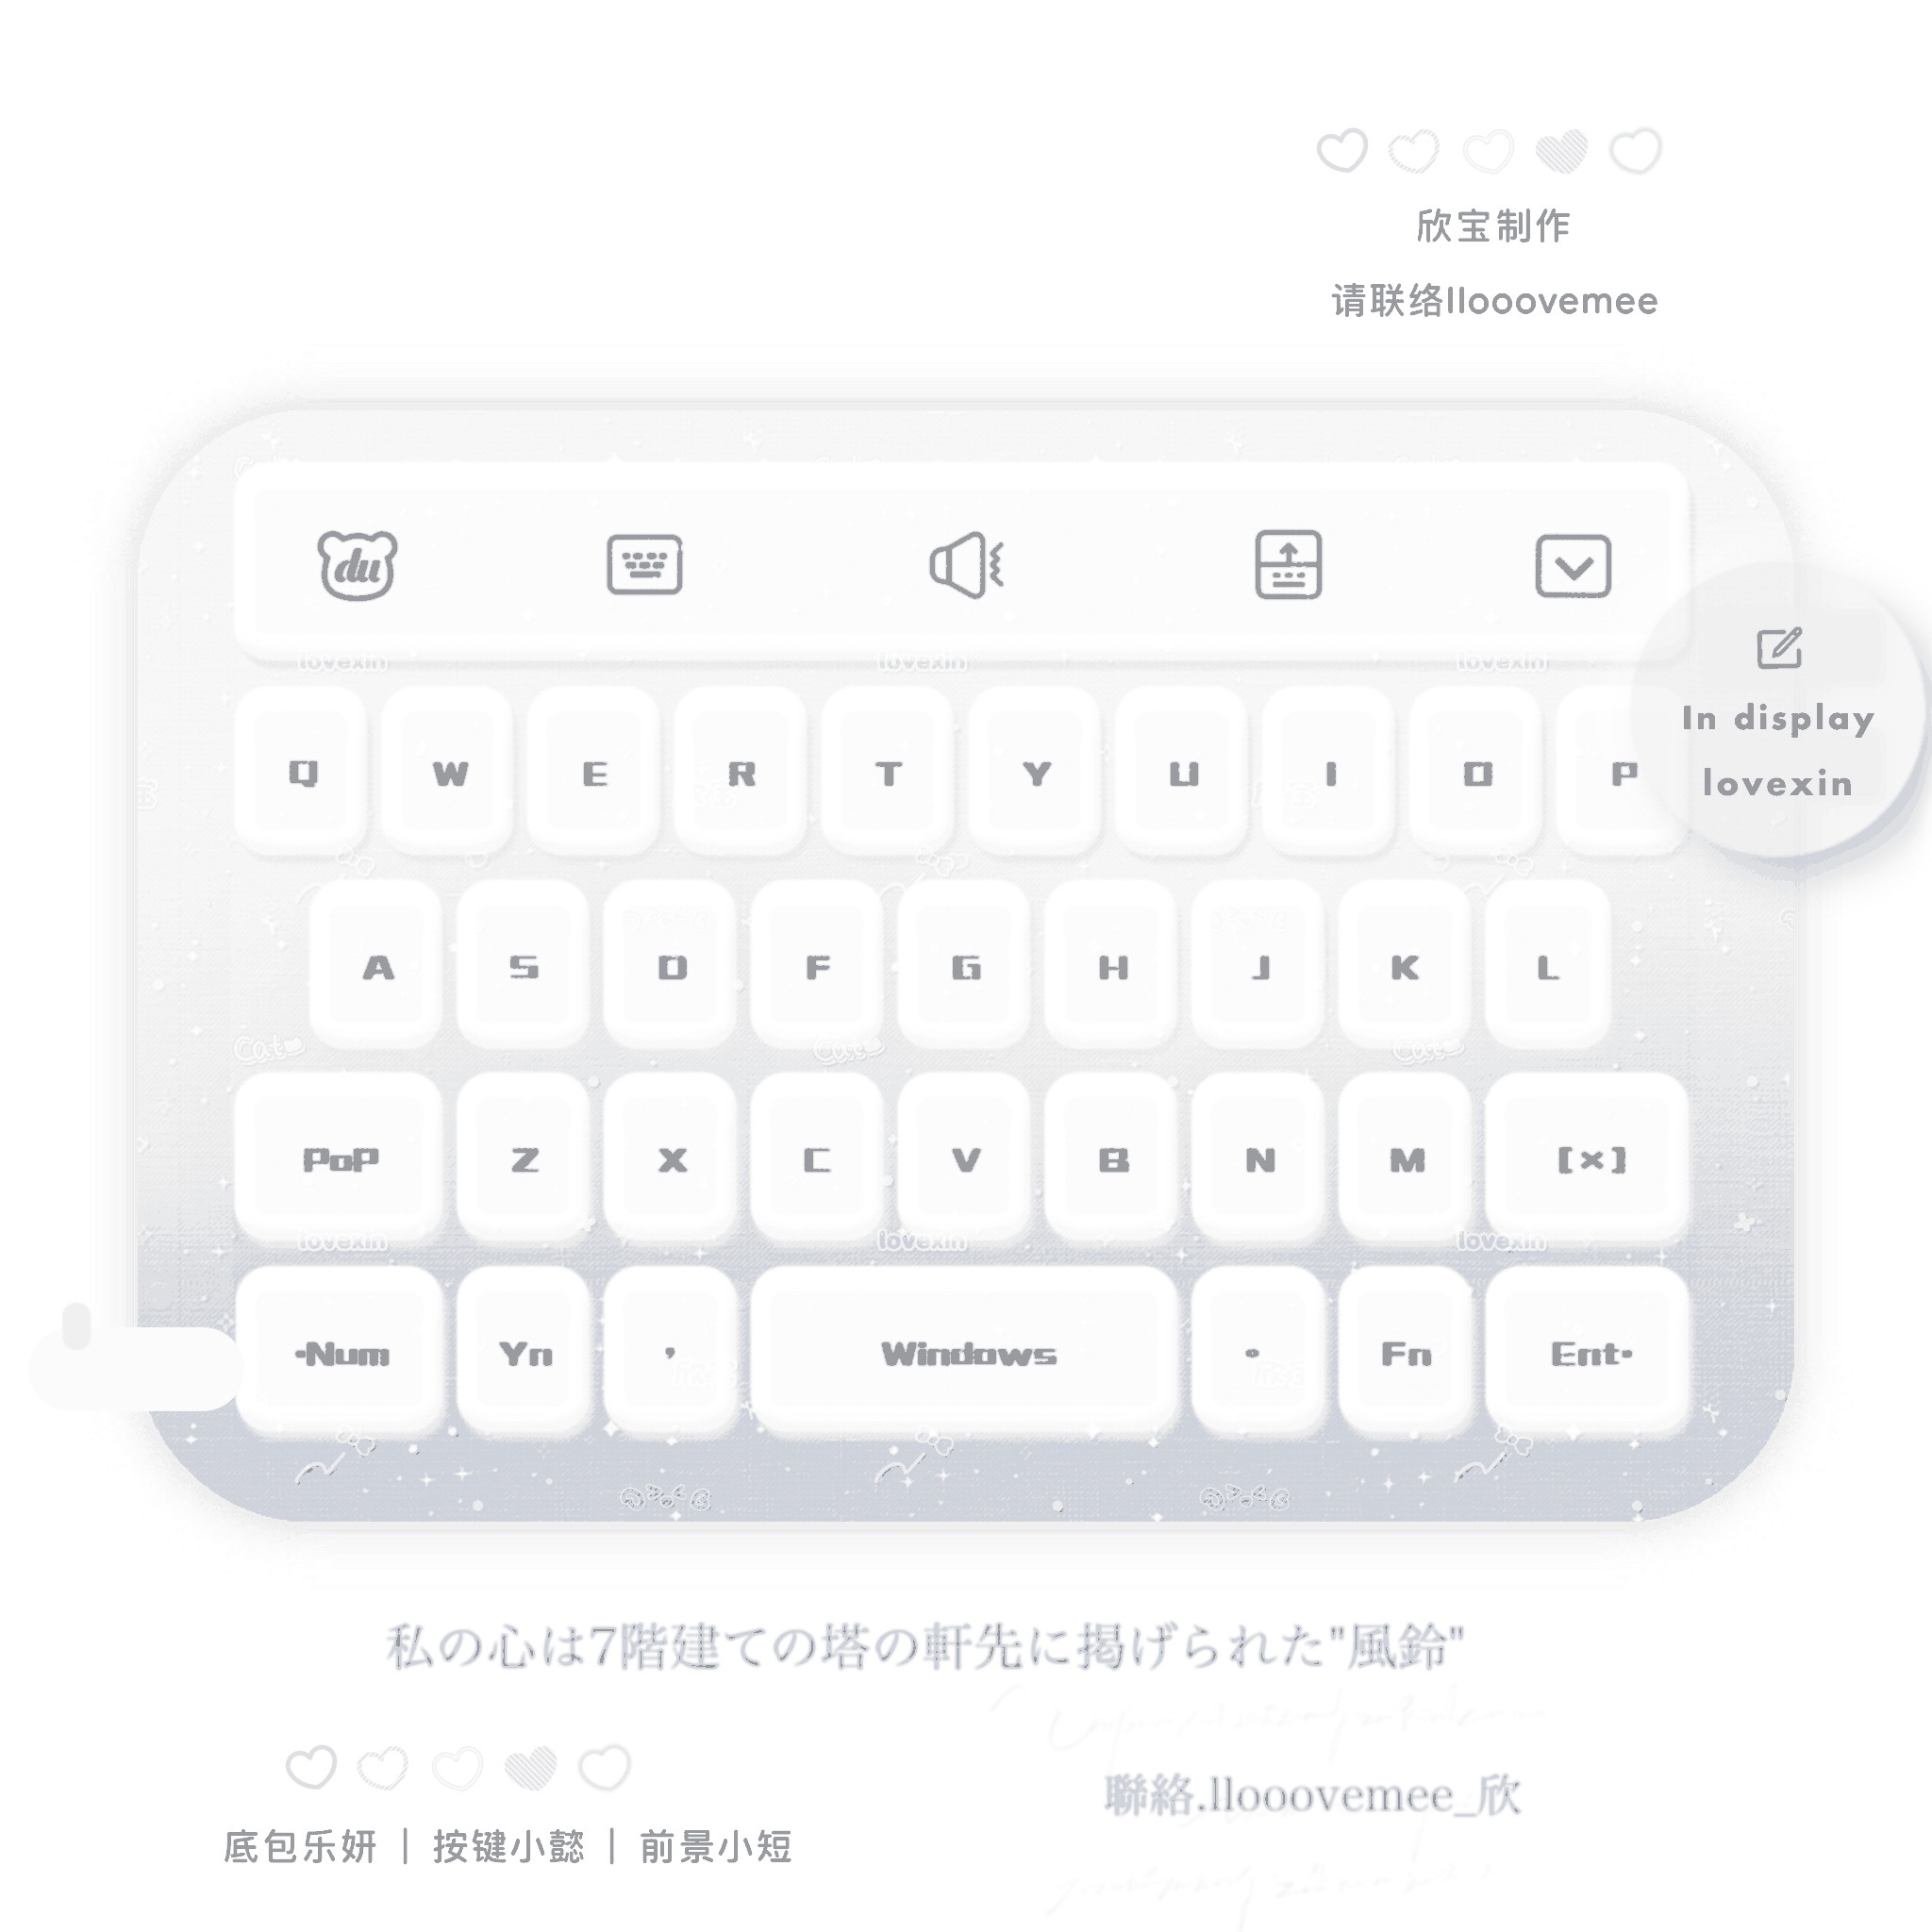 欣宝制作
请联络llooovemee
du
lovexin lovexin lovexin
In display
lovexin
Q W E R T Y U I O P
A S D F G H J K L
Cat Cat Cat
PoP Z X C V B N M [×]
lovexin lovexin lovexin
·Num Yn , Windows 。 Fn Ent·
私の心は7階建ての塔の軒先に掲げられた"風鈴"
聯絡.llooovemee_欣
底包乐妍 | 按键小懿 | 前景小短